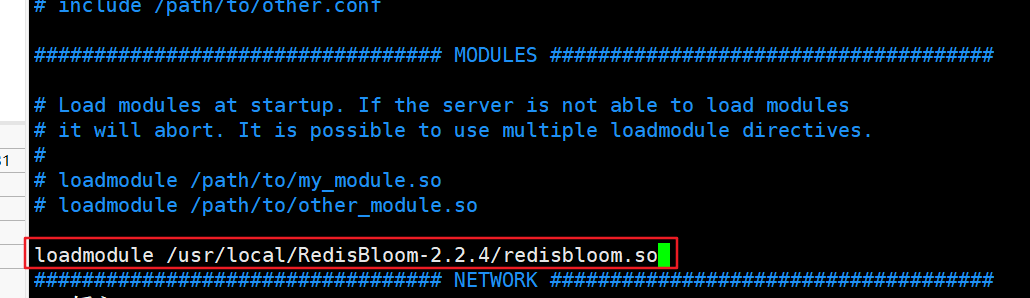 # include /path/to/other.conf
################################## MODULES #####################################
# Load modules at startup. If the server is not able to load modules
# it will abort. It is possible to use multiple loadmodule directives.
#
# loadmodule /path/to/my_module.so
# loadmodule /path/to/other_module.so
loadmodule /usr/local/RedisBloom-2.2.4/redisbloom.so
################################## NETWORK #####################################